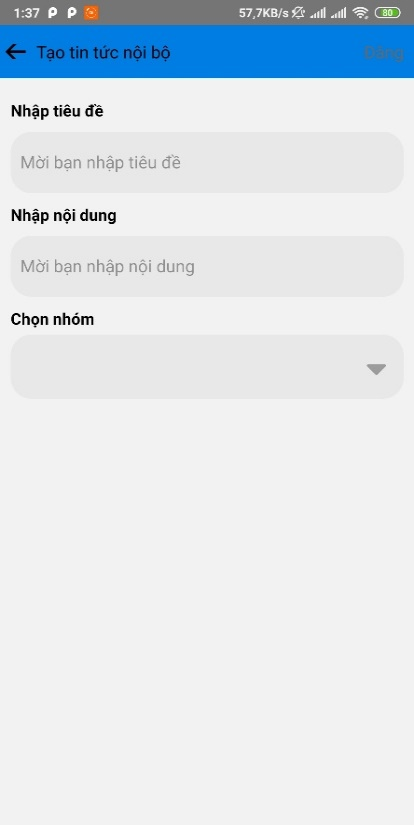 1:37 57,7KB/s 80
Tạo tin tức nội bộ Đăng
Nhập tiêu đề
Mời bạn nhập tiêu đề
Nhập nội dung
Mời bạn nhập nội dung
Chọn nhóm